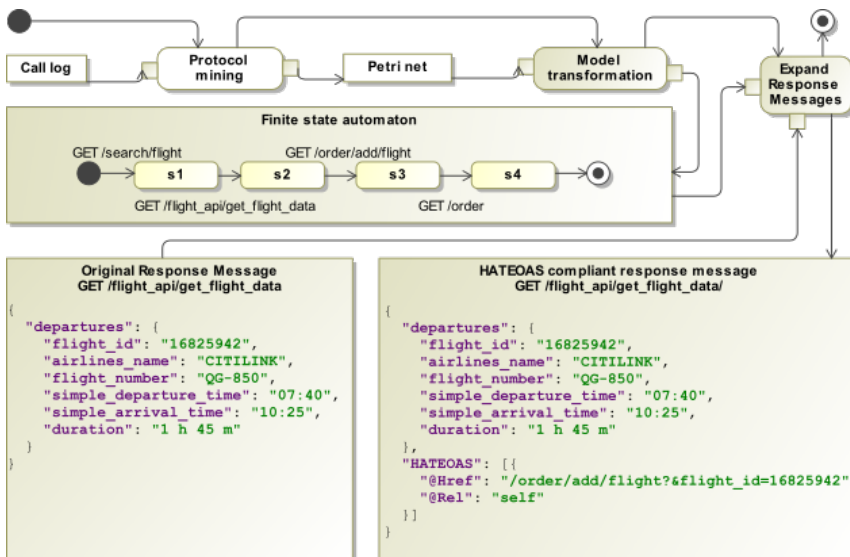 Call log
Protocol
mining
Petri net
Model
transformation
Expand
Response
Messages
Finite state automaton
GET /search/flight
GET /order/add/flight
s1
s2
s3
s4
GET /flight_api/get_flight_data
GET /order
Original Response Message
GET /flight_api/get_flight_data
{
"departures": {
"flight_id": "16825942",
"airlines_name": "CITILINK",
"flight_number": "QG-850",
"simple_departure_time": "07:40",
"simple_arrival_time": "10:25",
"duration": "1 h 45 m"
}
}
HATEOAS compliant response message
GET /flight_api/get_flight_data/
{
"departures": {
"flight_id": "16825942",
"airlines_name": "CITILINK",
"flight_number": "QG-850",
"simple_departure_time": "07:40",
"simple_arrival_time": "10:25",
"duration": "1 h 45 m"
},
"HATEOAS": [{
"@Href": "/order/add/flight?&flight_id=16825942"
"@Rel": "self"
}]
}